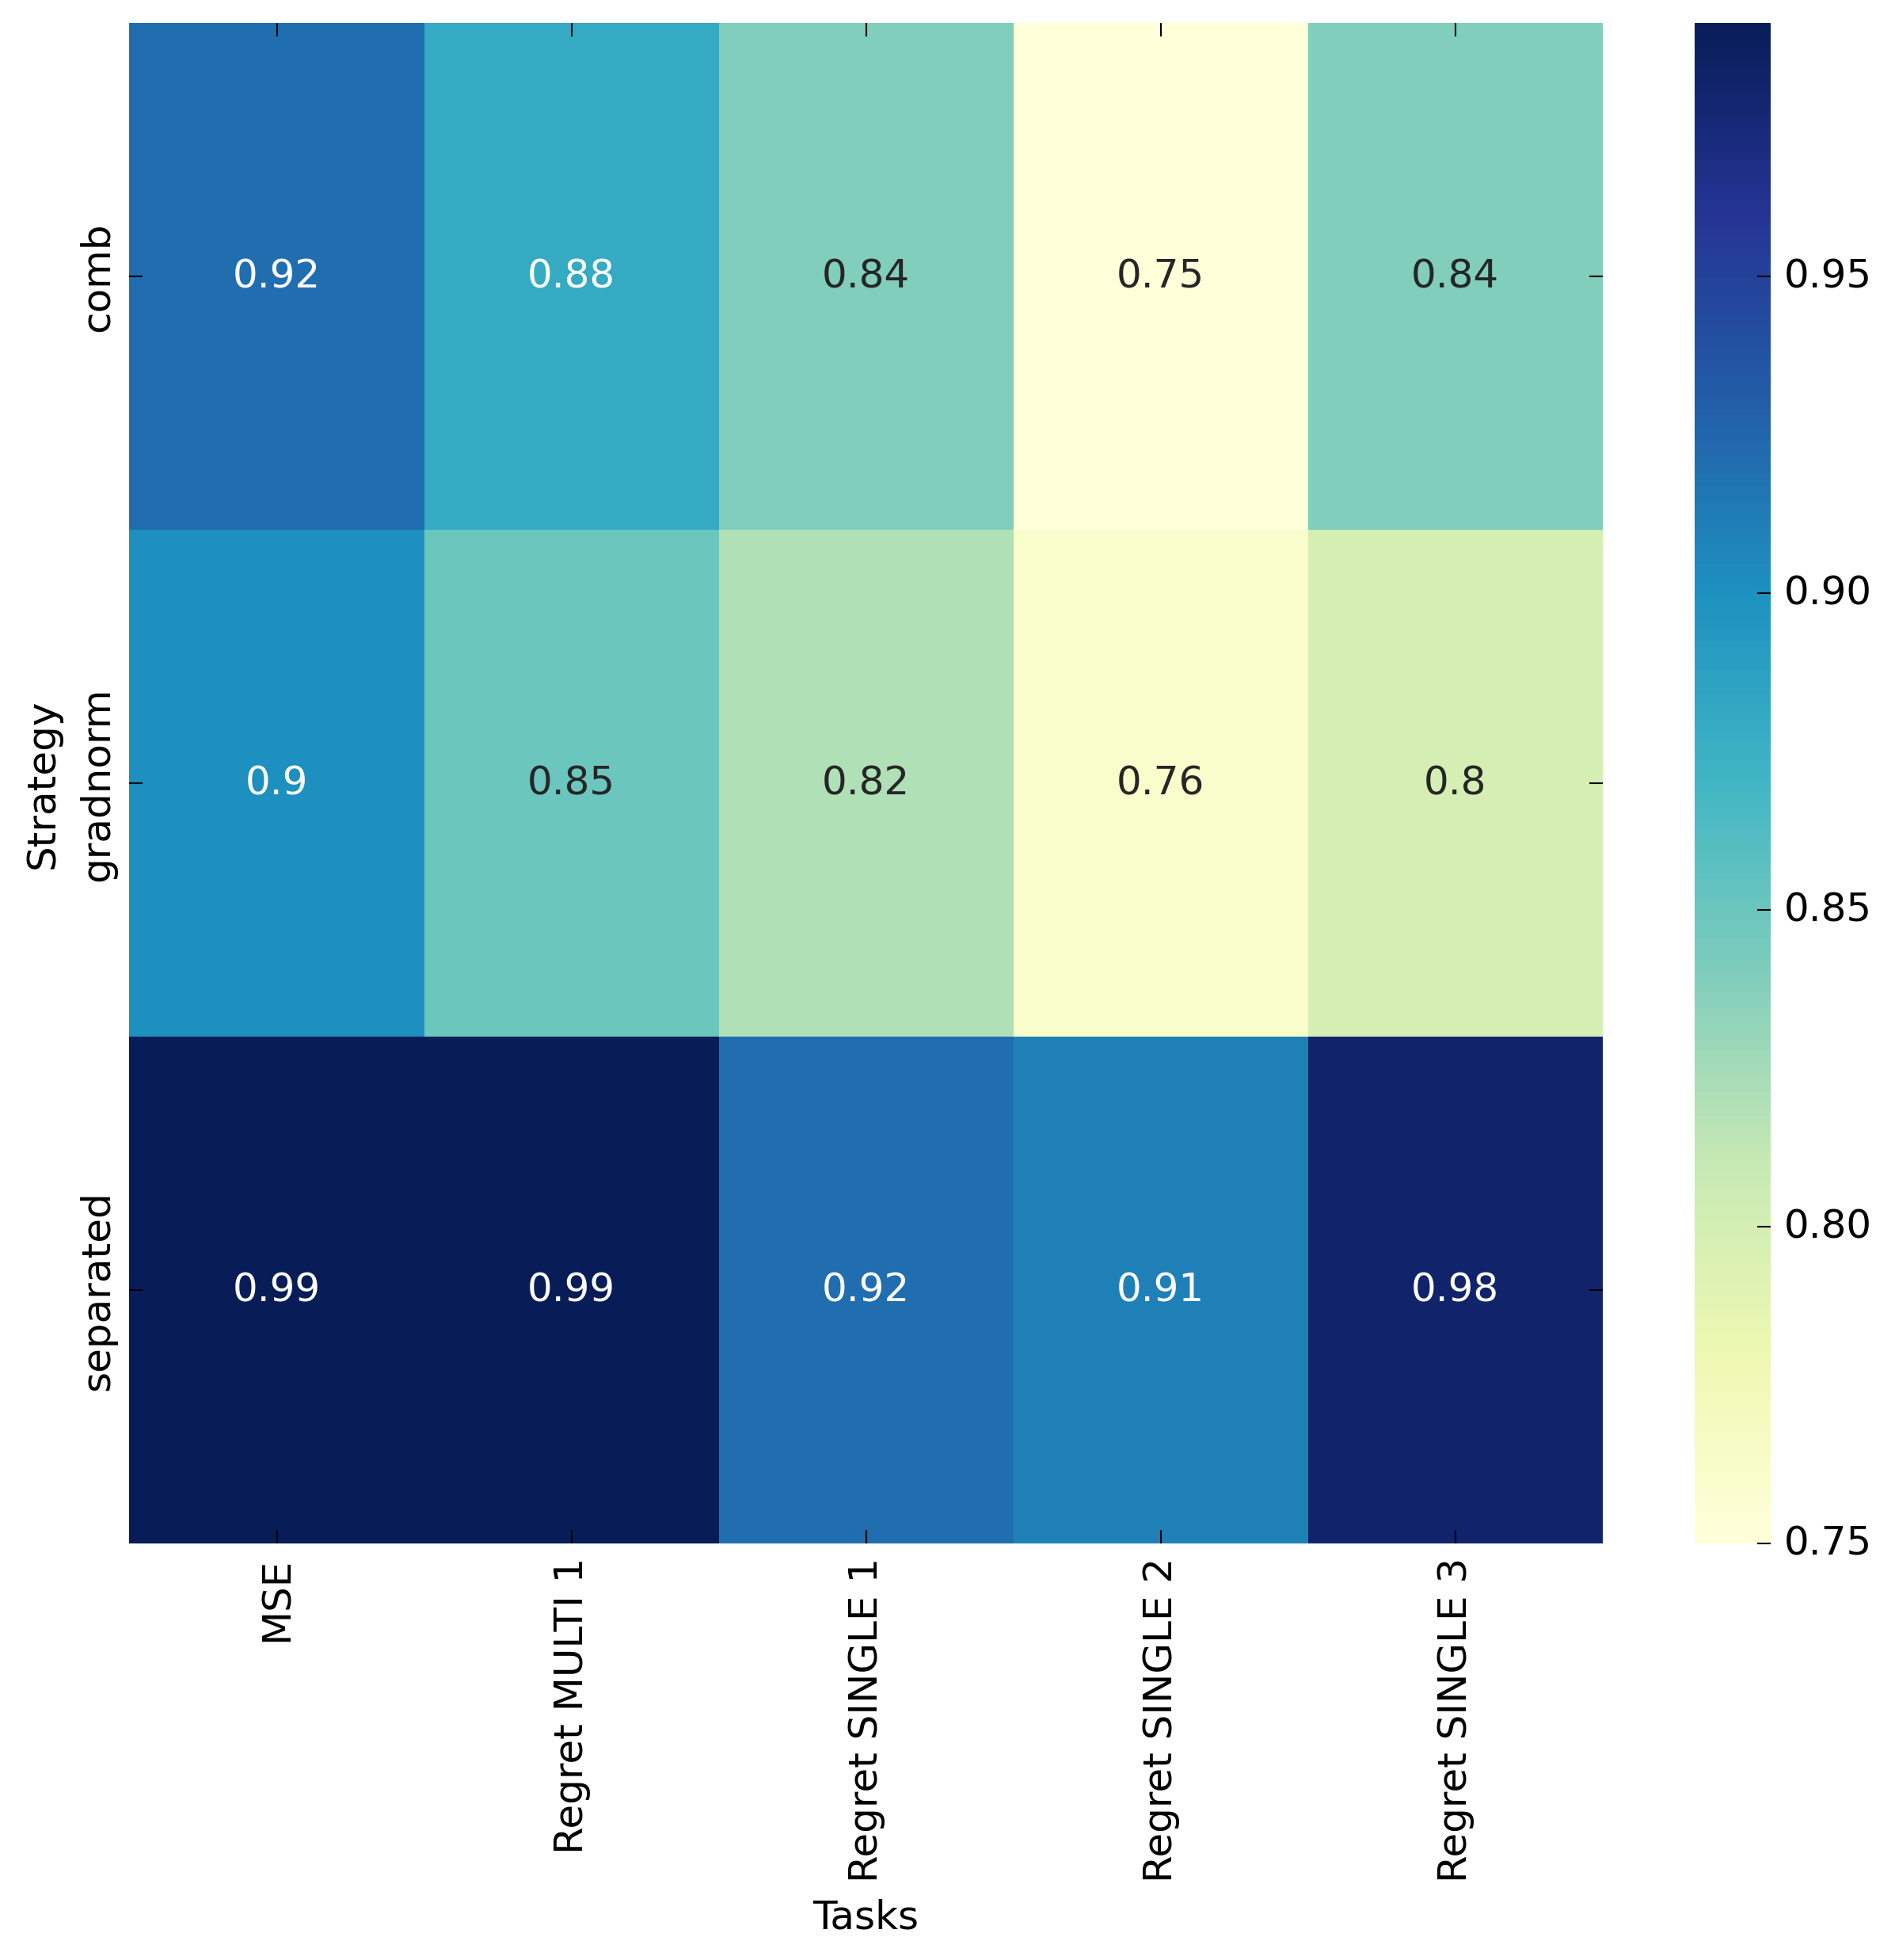 Strategy
comb
0.92 0.88 0.84 0.75 0.84
gradnorm
0.9 0.85 0.82 0.76 0.8
separated
0.99 0.99 0.92 0.91 0.98
MSE
Regret MULTI 1
Regret SINGLE 1
Regret SINGLE 2
Regret SINGLE 3
Tasks
0.95
0.90
0.85
0.80
0.75